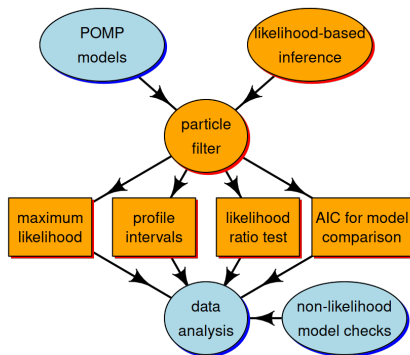 POMP
models
likelihood-based
inference
particle
filter
maximum
likelihood
profile
intervals
likelihood
ratio test
AIC for model
comparison
data
analysis
non-likelihood
model checks